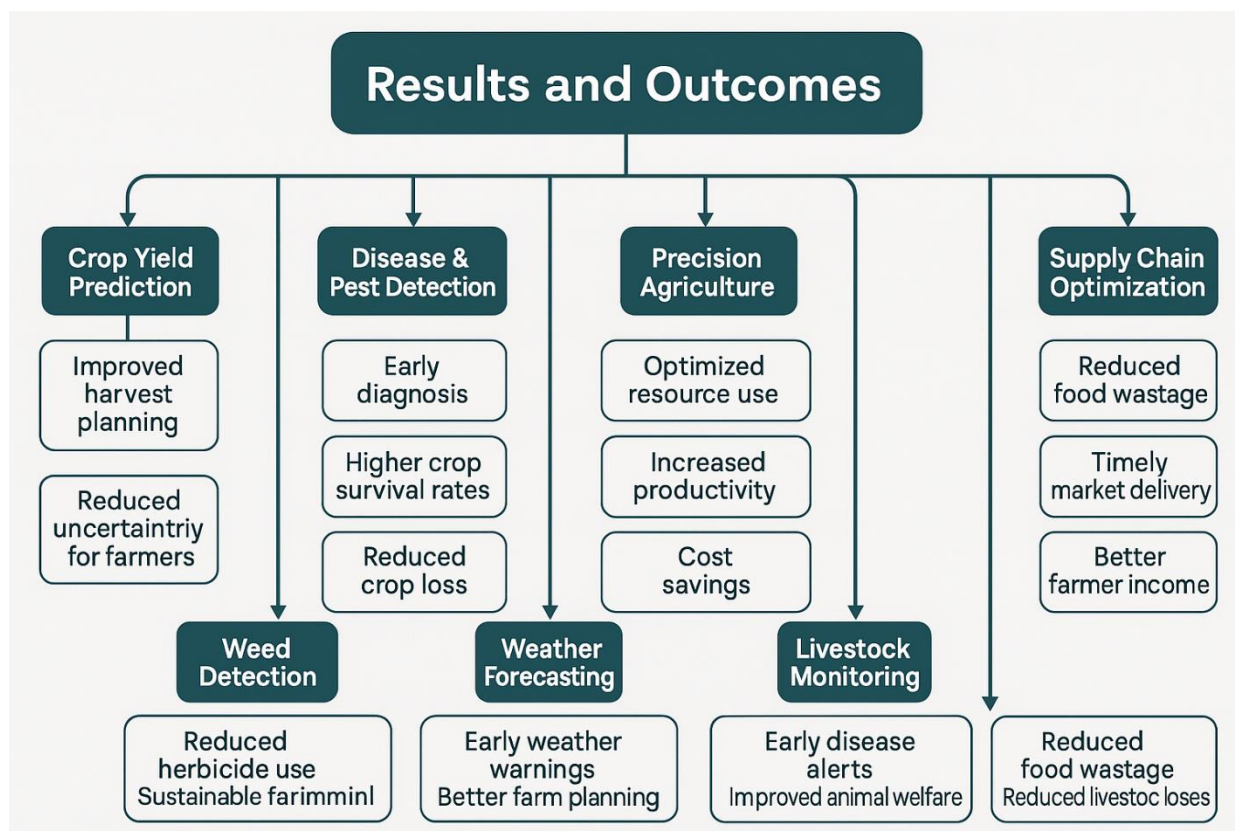 Results and Outcomes
Crop Yield
Prediction
Improved
harvest
planning
Reduced
uncertaintriy
for farmers
Disease &
Pest Detection
Early
diagnosis
Higher crop
survival rates
Reduced
crop loss
Precision
Agriculture
Optimized
resource use
Increased
productivity
Cost
savings
Supply Chain
Optimization
Reduced
food wastage
Timely
market delivery
Better
farmer income
Weed
Detection
Reduced
herbicide use
Sustainable farimminl
Weather
Forecasting
Early weather
warnings
Better farm planning
Livestock
Monitoring
Early disease
alerts
Improved animal welfare
Reduced
food wastage
Reduced livestoc loses